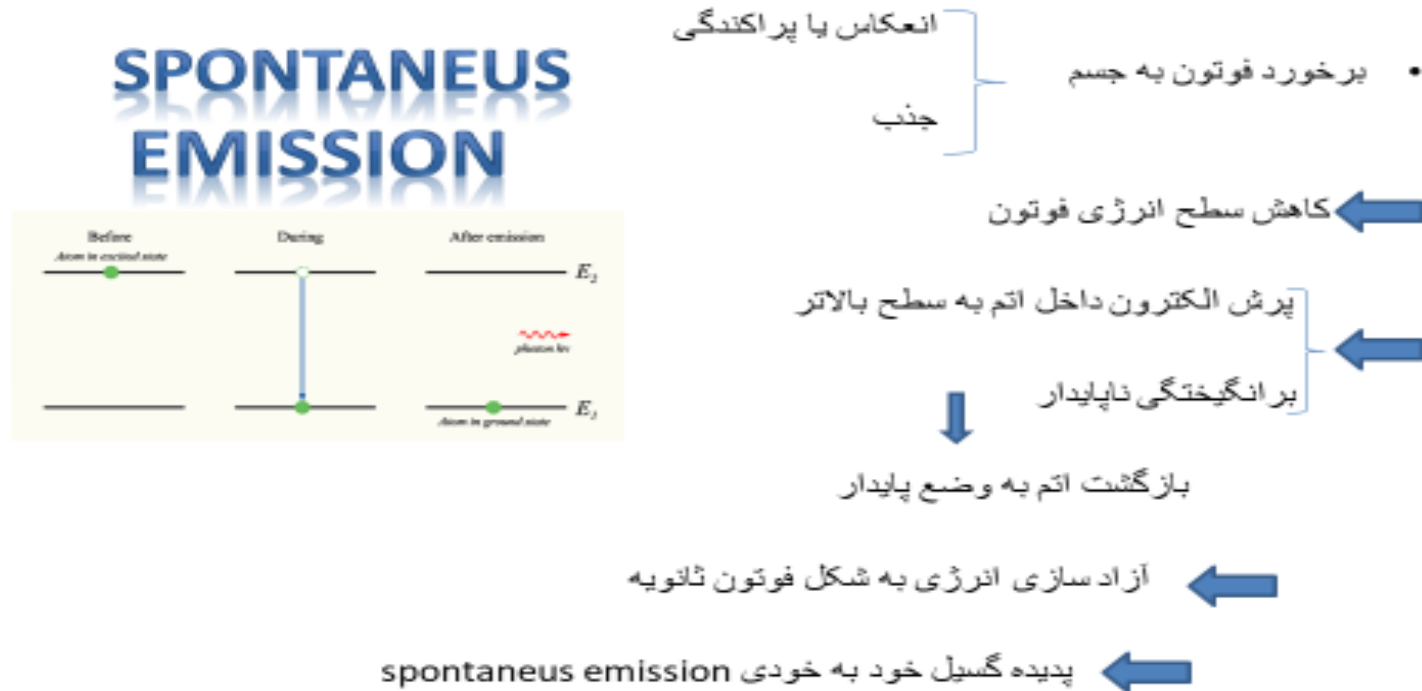 SPONTANEUS
EMISSION
Before
Atom in excited state
During
After emission
E₂
photon hν
E₁
Atom in ground state
• برخورد فوتون به جسم
انعکاس یا پراکندگی
جذب
کاهش سطح انرژی فوتون
پرش الکترون داخل اتم به سطح بالاتر
برانگیختگی ناپایدار
بازگشت اتم به وضع پایدار
آزاد سازی انرژی به شکل فوتون ثانویه
پدیده گسیل خود به خودی spontaneus emission